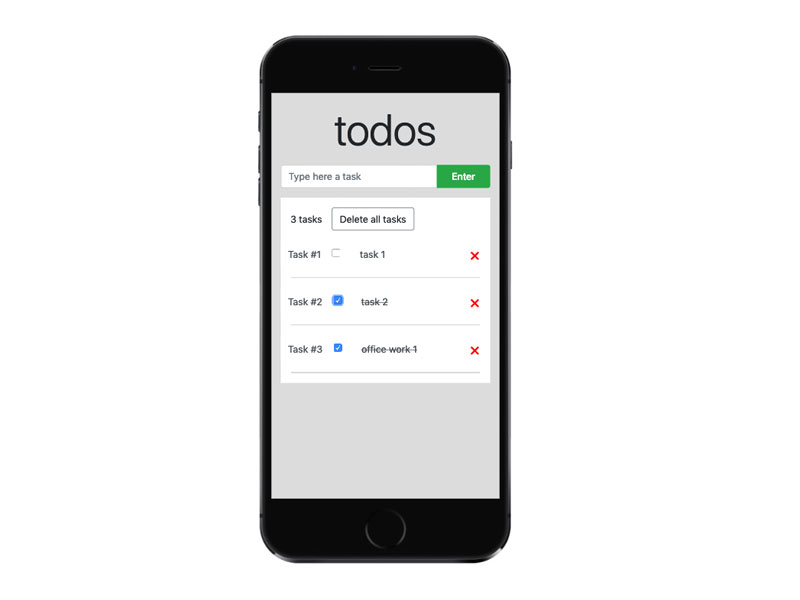 todos
Type here a task Enter
3 tasks Delete all tasks
Task #1 task 1
Task #2 task 2
Task #3 office work 1